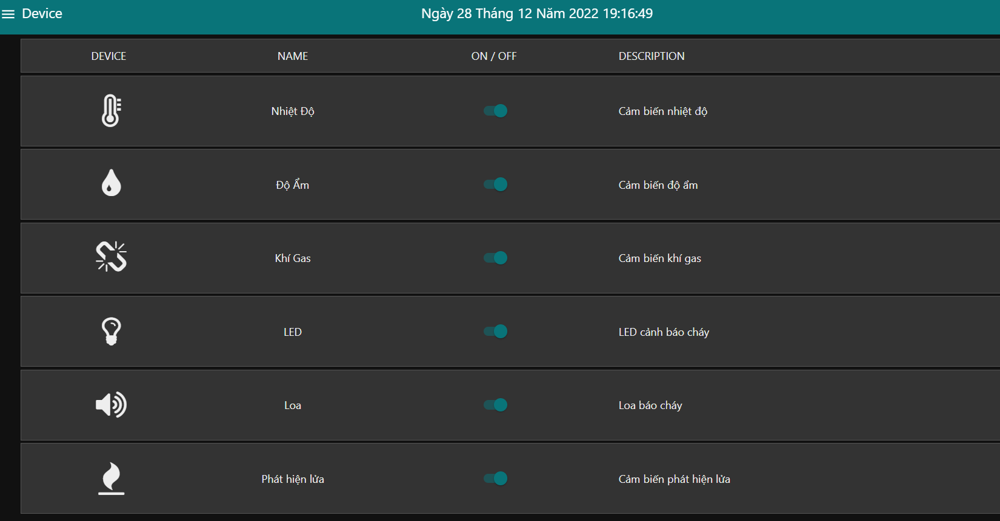 Device Ngày 28 Tháng 12 Năm 2022 19:16:49
DEVICE NAME ON / OFF DESCRIPTION
Nhiệt Độ Cảm biến nhiệt độ
Độ Ẩm Cảm biến độ ẩm
Khí Gas Cảm biến khí gas
LED LED cảnh báo cháy
Loa Loa báo cháy
Phát hiện lửa Cảm biến phát hiện lửa